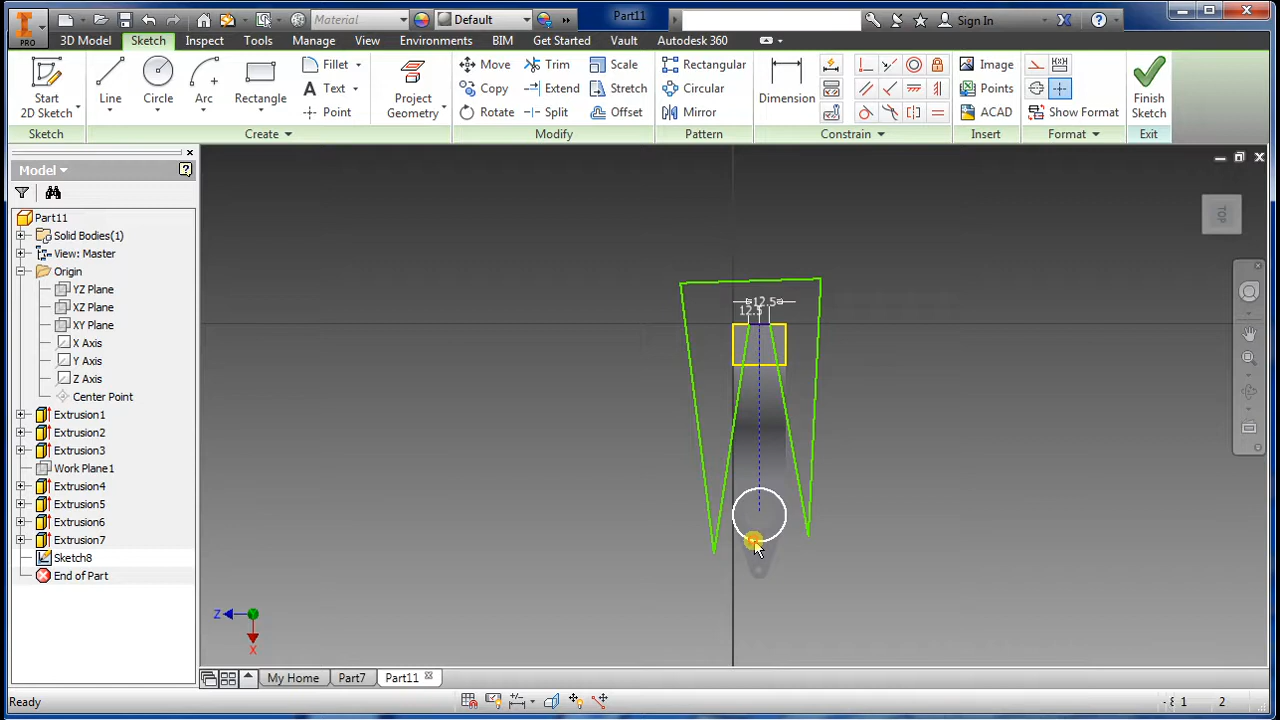 Material
Default
Part11
Sign In
PRO
3D Model
Sketch
Inspect
Tools
Manage
View
Environments
BIM
Get Started
Vault
Autodesk 360
Start
2D Sketch
Line
Circle
Arc
Rectangle
Fillet
Text
Point
Project
Geometry
Move
Copy
Rotate
Trim
Extend
Split
Scale
Stretch
Offset
Rectangular
Circular
Mirror
Dimension
Image
Points
ACAD
Show Format
Finish
Sketch
Sketch
Create
Modify
Pattern
Constrain
Insert
Format
Exit
Model
Part11
Solid Bodies(1)
View: Master
Origin
YZ Plane
XZ Plane
XY Plane
X Axis
Y Axis
Z Axis
Center Point
Extrusion1
Extrusion2
Extrusion3
Work Plane1
Extrusion4
Extrusion5
Extrusion6
Extrusion7
Sketch8
End of Part
12.5
12.5
TOP
Z
X
My Home
Part7
Part11
Ready
1
2